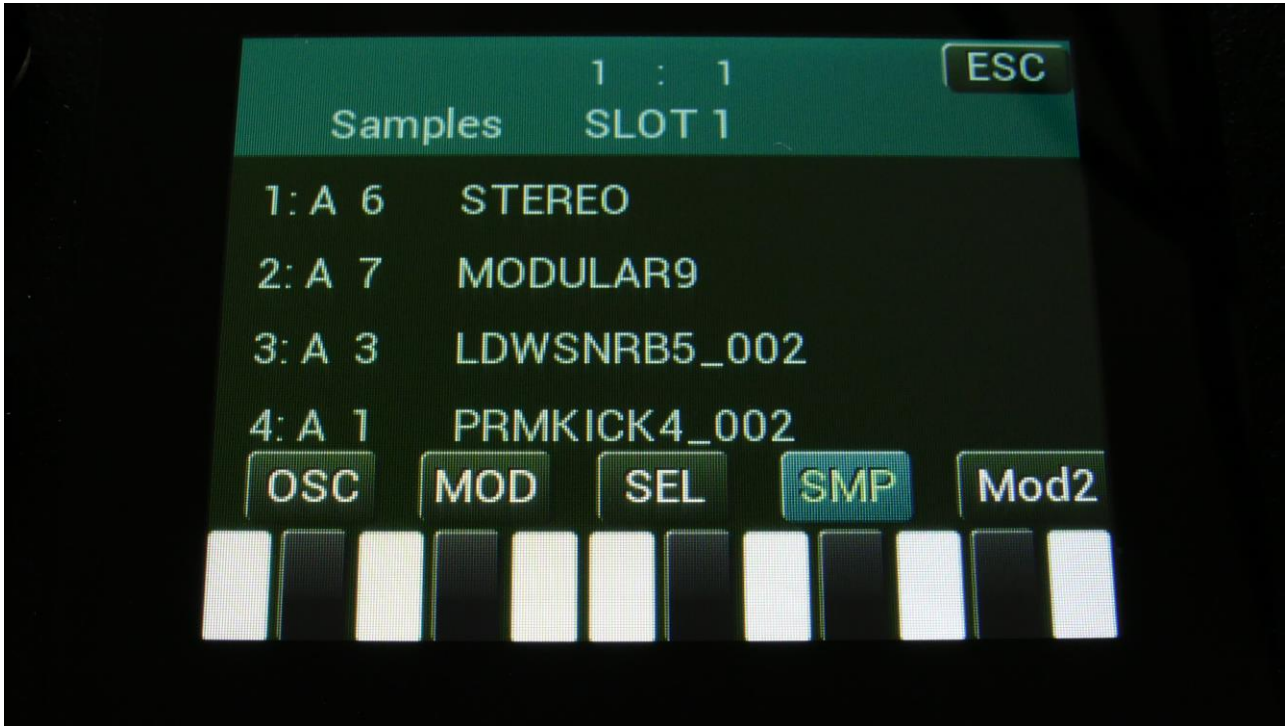 1 : 1 ESC
Samples SLOT 1
1: A 6 STEREO
2: A 7 MODULAR9
3: A 3 LDWSNRB5_002
4: A 1 PRMKICK4_002
OSC MOD SEL SMP Mod2